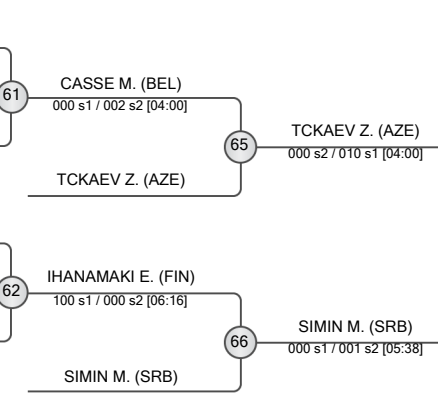 61
CASSE M. (BEL)
000 s1 / 002 s2 [04:00]
65
TCKAEV Z. (AZE)
000 s2 / 010 s1 [04:00]
TCKAEV Z. (AZE)
62
IHANAMAKI E. (FIN)
100 s1 / 000 s2 [06:16]
66
SIMIN M. (SRB)
000 s1 / 001 s2 [05:38]
SIMIN M. (SRB)